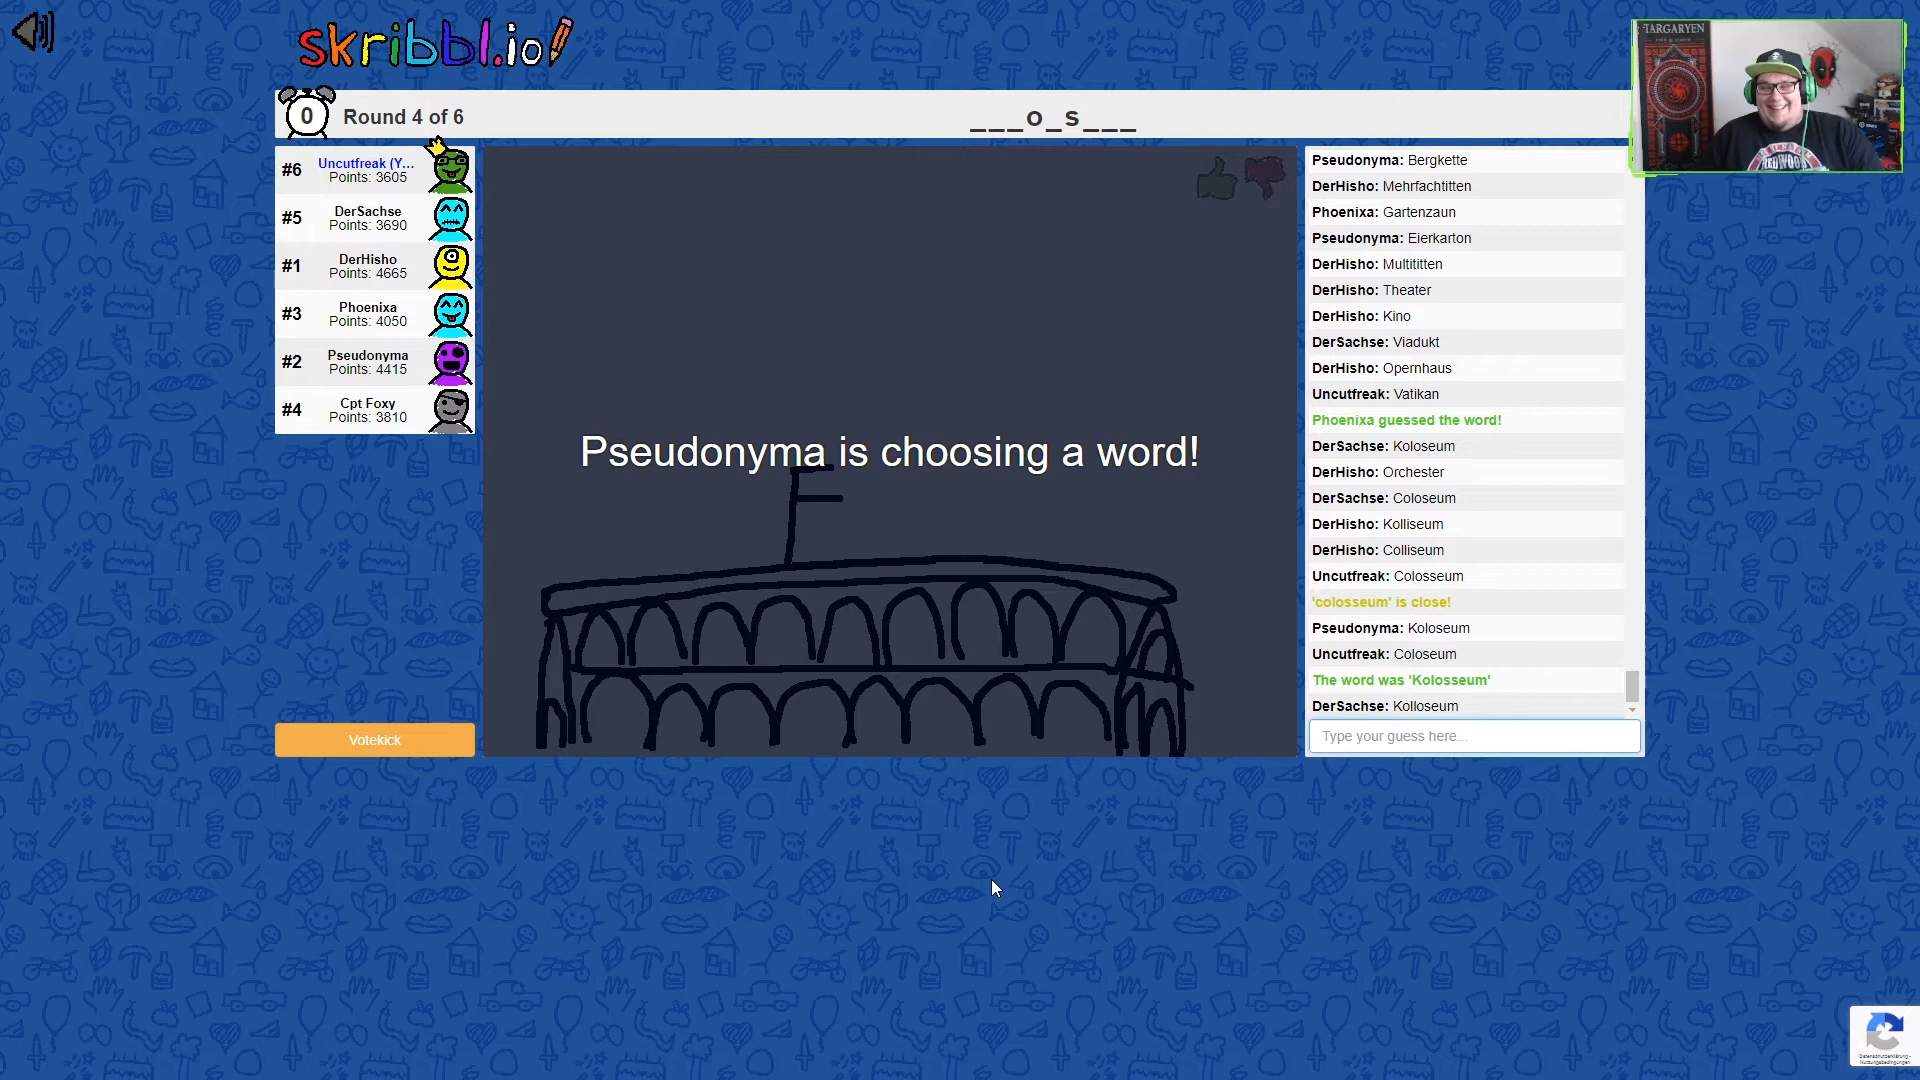 skribbl.io
TARGARYEN
0
Round 4 of 6
___o_s___
#6
Uncutfreak (Y...
Points: 3605
#5
DerSachse
Points: 3690
#1
DerHisho
Points: 4665
#3
Phoenixa
Points: 4050
#2
Pseudonyma
Points: 4415
#4
Cpt Foxy
Points: 3810
Votekick
Pseudonyma is choosing a word!
Pseudonyma: Bergkette
DerHisho: Mehrfachtitten
Phoenixa: Gartenzaun
Pseudonyma: Eierkarton
DerHisho: Multititten
DerHisho: Theater
DerHisho: Kino
DerSachse: Viadukt
DerHisho: Opernhaus
Uncutfreak: Vatikan
Phoenixa guessed the word!
DerSachse: Koloseum
DerHisho: Orchester
DerSachse: Coloseum
DerHisho: Kolliseum
DerHisho: Colliseum
Uncutfreak: Colosseum
'colosseum' is close!
Pseudonyma: Koloseum
Uncutfreak: Coloseum
The word was 'Kolosseum'
DerSachse: Kolloseum
Type your guess here...
Datenschutzerklärung -
Nutzungsbedingungen